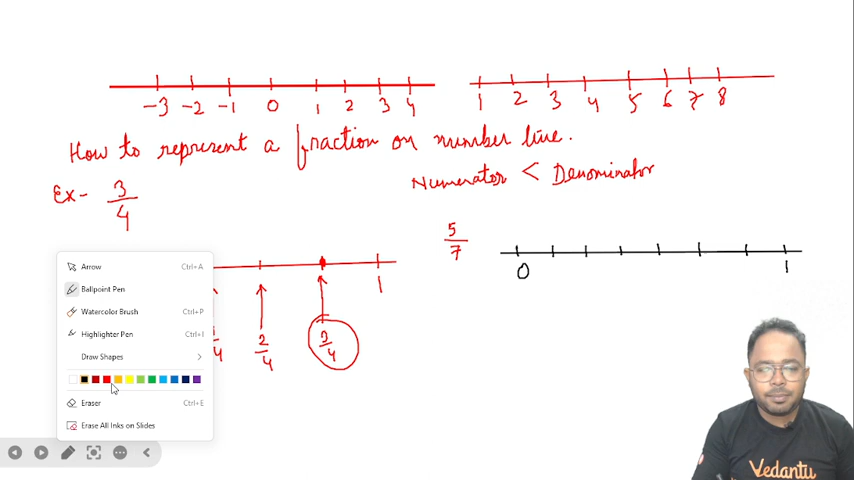 -3 -2 -1 0 1 2 3 4
1 2 3 4 5 6 7 8
How to represent a fraction on number line.
Numerator < Denominator
Ex- 3/4
5/7
0 1
1
2/4
3/4
Arrow Ctrl+A
Ballpoint Pen
Watercolor Brush Ctrl+P
Highlighter Pen Ctrl+I
Draw Shapes >
Eraser Ctrl+E
Erase All Inks on Slides
Vedantu